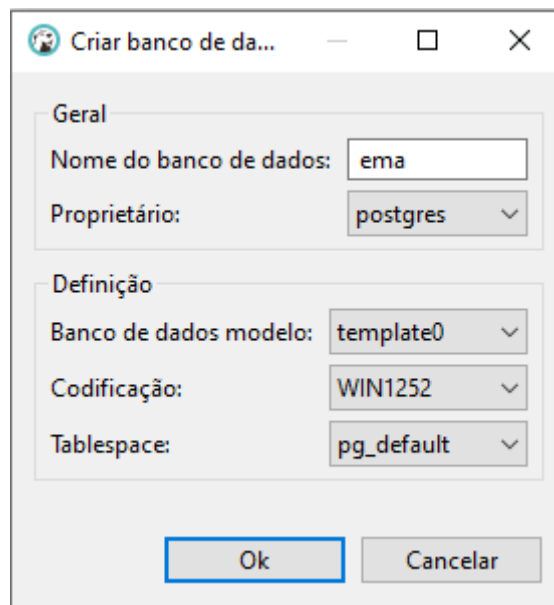 Criar banco de da...
Geral
Nome do banco de dados: ema
Proprietário: postgres
Definição
Banco de dados modelo: template0
Codificação: WIN1252
Tablespace: pg_default
Ok Cancelar